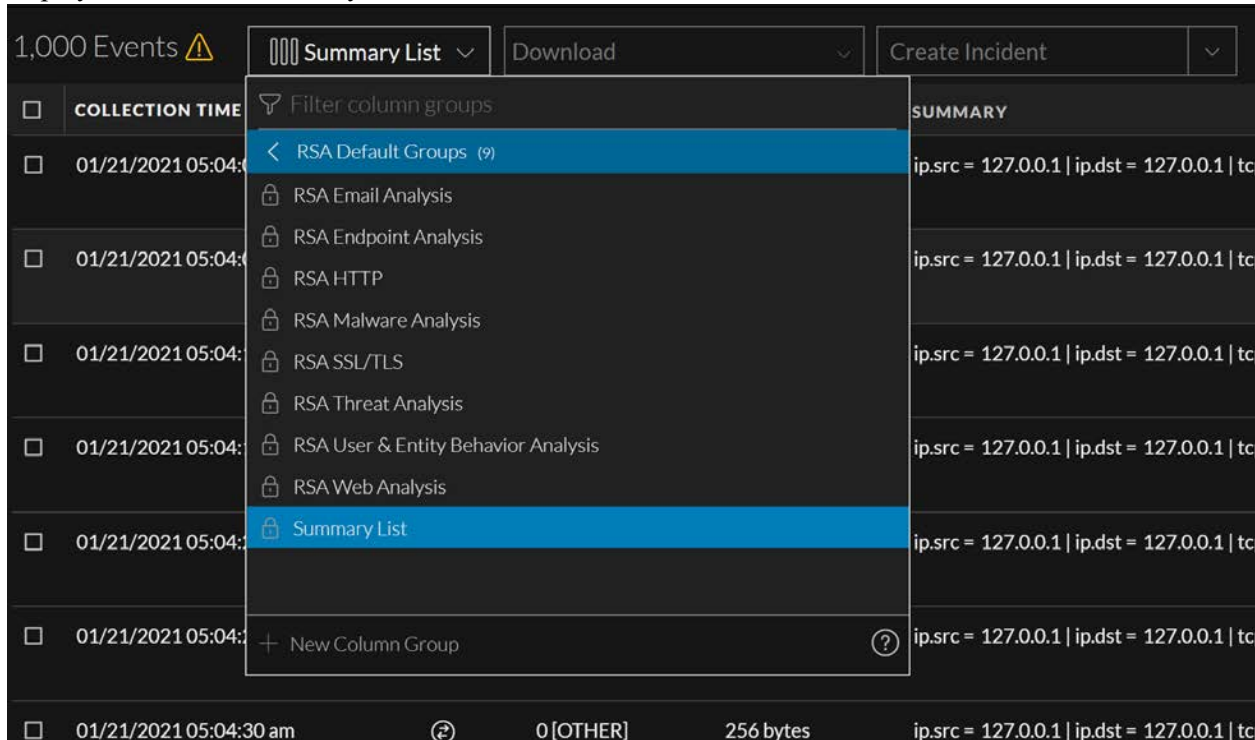 1,000 Events
Summary List
Download
Create Incident
COLLECTION TIME
Filter column groups
SUMMARY
RSA Default Groups (9)
01/21/2021 05:04:
ip.src = 127.0.0.1 | ip.dst = 127.0.0.1 | tc
RSA Email Analysis
RSA Endpoint Analysis
01/21/2021 05:04:
ip.src = 127.0.0.1 | ip.dst = 127.0.0.1 | tc
RSA HTTP
RSA Malware Analysis
01/21/2021 05:04:
ip.src = 127.0.0.1 | ip.dst = 127.0.0.1 | tc
RSA SSL/TLS
RSA Threat Analysis
01/21/2021 05:04:
RSA User & Entity Behavior Analysis
ip.src = 127.0.0.1 | ip.dst = 127.0.0.1 | tc
RSA Web Analysis
Summary List
01/21/2021 05:04:
ip.src = 127.0.0.1 | ip.dst = 127.0.0.1 | tc
01/21/2021 05:04:
New Column Group
ip.src = 127.0.0.1 | ip.dst = 127.0.0.1 | tc
01/21/2021 05:04:30 am
0 [OTHER]
256 bytes
ip.src = 127.0.0.1 | ip.dst = 127.0.0.1 | tc